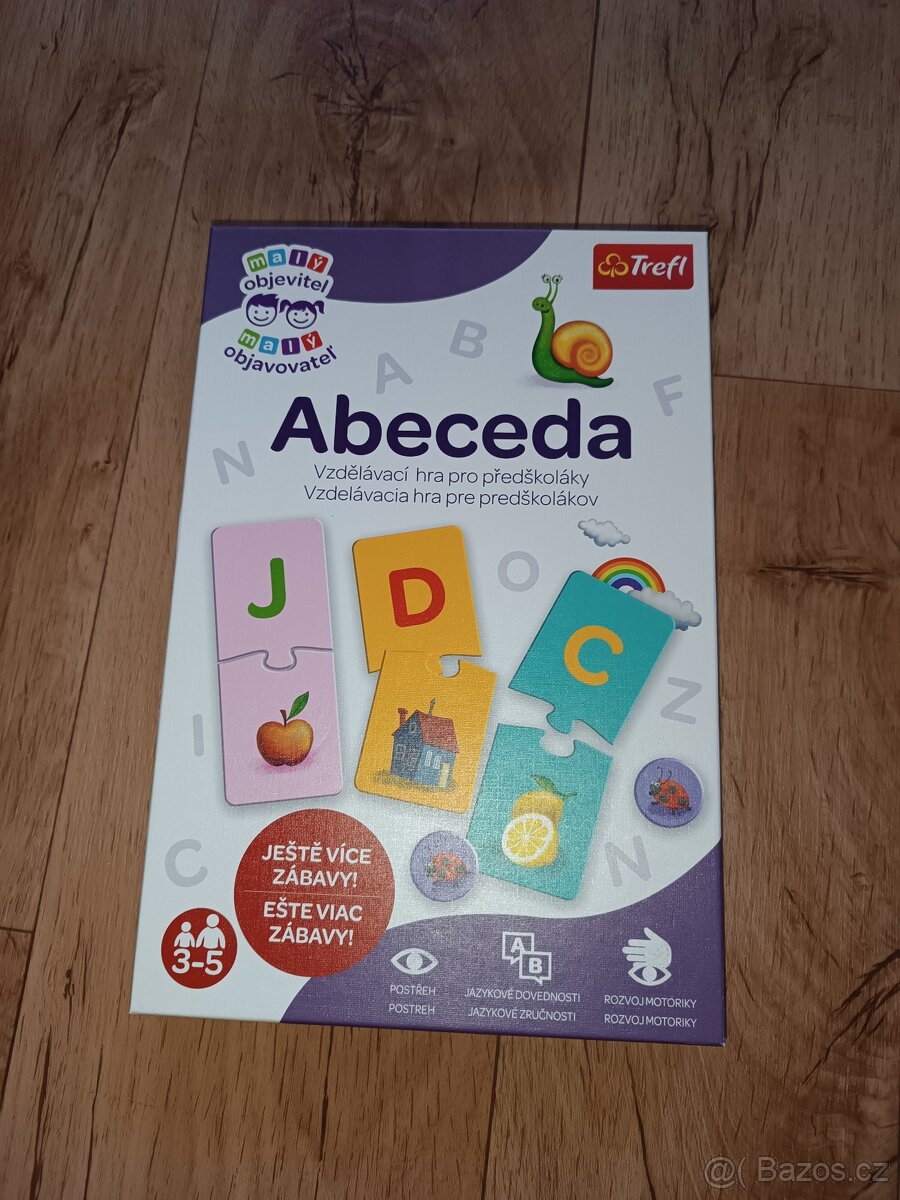 malý
objevitel
malý
objavovateľ
Trefl
A B
F
N
Abeceda
Vzdělávací hra pro předškoláky
Vzdelávacia hra pre predškolákov
J
D
O
C
I
Z
C
N
JEŠTĚ VÍCE
ZÁBAVY!
EŠTE VIAC
ZÁBAVY!
3-5
POSTŘEH
POSTREH
A
B
JAZYKOVÉ DOVEDNOSTI
JAZYKOVÉ ZRUČNOSTI
ROZVOJ MOTORIKY
ROZVOJ MOTORIKY
@( Bazos.cz